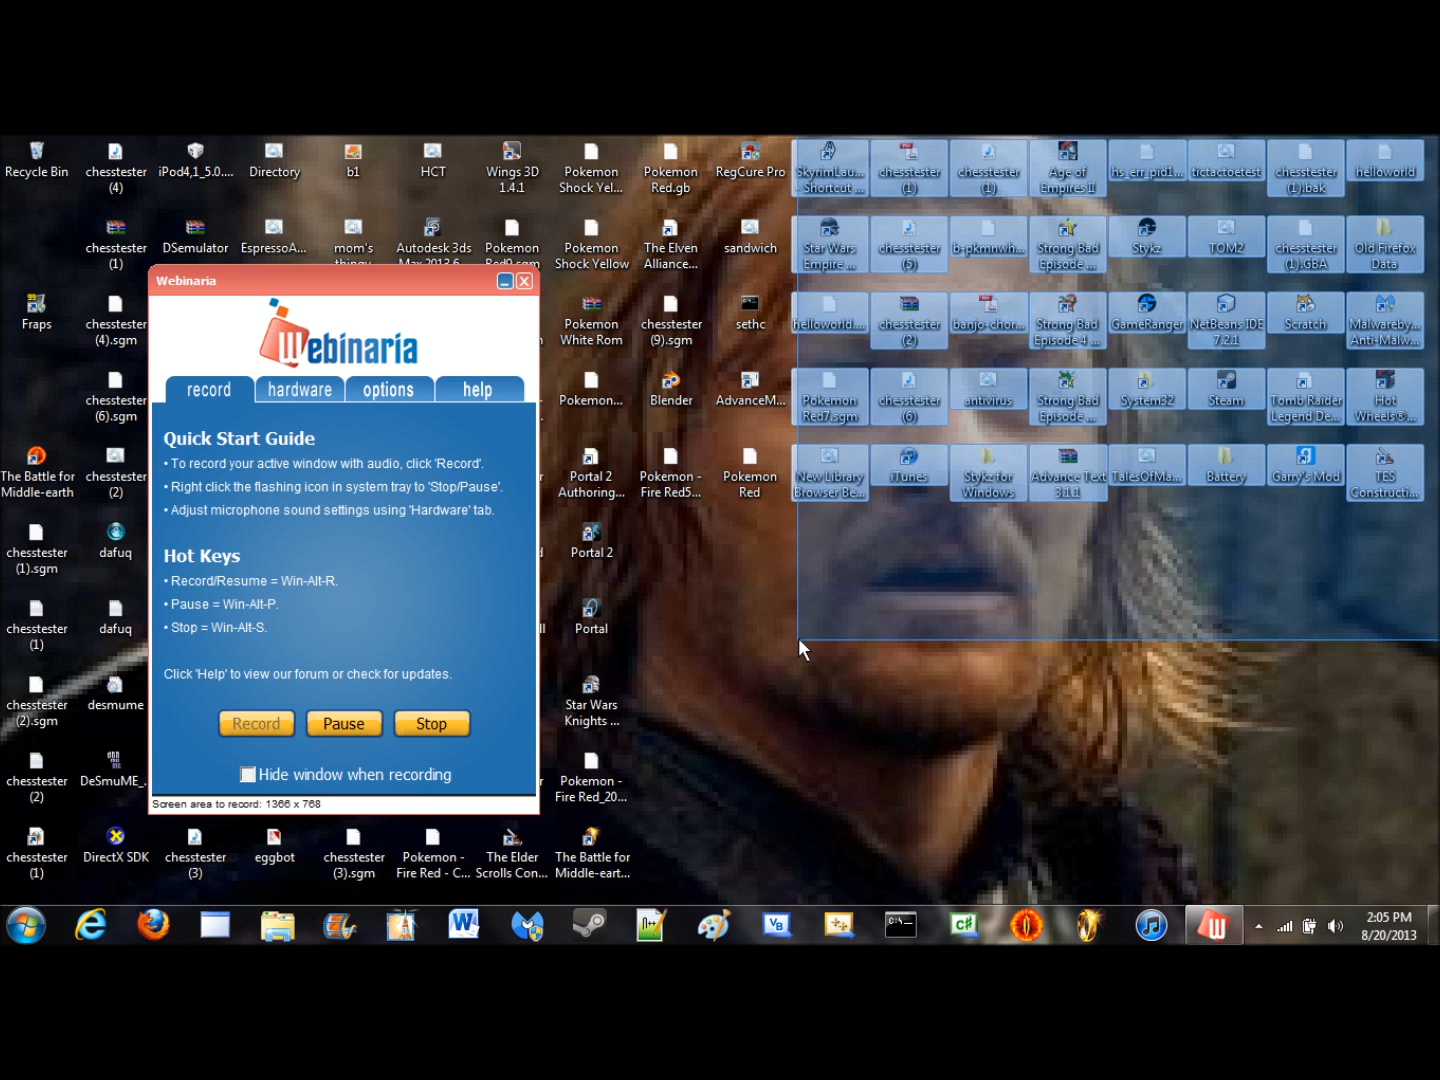 Recycle Bin
chesstester
(4)
iPod4,1_5.0....
Directory
b1
HCT
Wings 3D
1.4.1
Pokemon
Shock Yel...
Pokemon
Red.gb
RegCure Pro
SkyrimLau...
- Shortcut ...
chesstester
(1)
chesstester
(1)
Age of
Empires II
hs_err_pid1...
tictactoetest
chesstester
(1).bak
helloworld
chesstester
(1)
DSemulator
EspressoA...
mom's
thingy
Autodesk 3ds
Max 2013 6...
Pokemon
Red9.sgm
Pokemon
Shock Yellow
The Elven
Alliance...
sandwich
Star Wars
Empire ...
chesstester
(5)
b-pkmnwh...
Strong Bad
Episode ...
Stykz
TOM2
chesstester
(1).GBA
Old Firefox
Data
Fraps
chesstester
(4).sgm
Pokemon
White Rom
chesstester
(9).sgm
sethc
helloworld....
chesstester
(2)
banjo-chor...
Strong Bad
Episode 4 ...
GameRanger
NetBeans IDE
7.2.1
Scratch
Malwareby...
Anti-Malw...
chesstester
(6).sgm
Pokemon...
Blender
AdvanceM...
Pokemon
Red7.sgm
chesstester
(6)
antivirus
Strong Bad
Episode ...
System32
Steam
Tomb Raider
Legend De...
Hot
Wheels®...
The Battle for
Middle-earth
chesstester
(2)
Portal 2
Authoring...
Pokemon -
Fire Red5...
Pokemon
Red
New Library
Browser Be...
iTunes
Stykz for
Windows
Advance Text
3.1.1
TalesOfMa...
Battery
Garry's Mod
TES
Constructi...
chesstester
(1).sgm
dafuq
Portal 2
chesstester
(1)
dafuq
Portal
chesstester
(2).sgm
desmume
Star Wars
Knights ...
chesstester
(2)
DeSmuME_.
Pokemon -
Fire Red_20...
chesstester
(1)
DirectX SDK
chesstester
(3)
eggbot
chesstester
(3).sgm
Pokemon -
Fire Red - C...
The Elder
Scrolls Con...
The Battle for
Middle-eart...
Webinaria
Webinaria
record
hardware
options
help
Quick Start Guide
• To record your active window with audio, click 'Record'.
• Right click the flashing icon in system tray to 'Stop/Pause'.
• Adjust microphone sound settings using 'Hardware' tab.
Hot Keys
• Record/Resume = Win-Alt-R.
• Pause = Win-Alt-P.
• Stop = Win-Alt-S.
Click 'Help' to view our forum or check for updates.
Record
Pause
Stop
Hide window when recording
Screen area to record: 1366 x 768
2:05 PM
8/20/2013